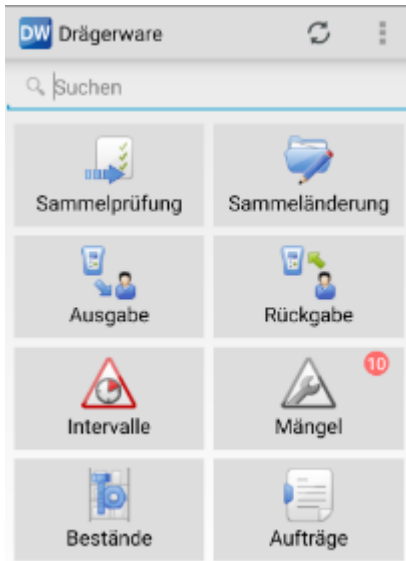 DW Drägerware
Suchen
Sammelprüfung Sammeländerung
Ausgabe Rückgabe
10
Intervalle Mängel
Bestände Aufträge